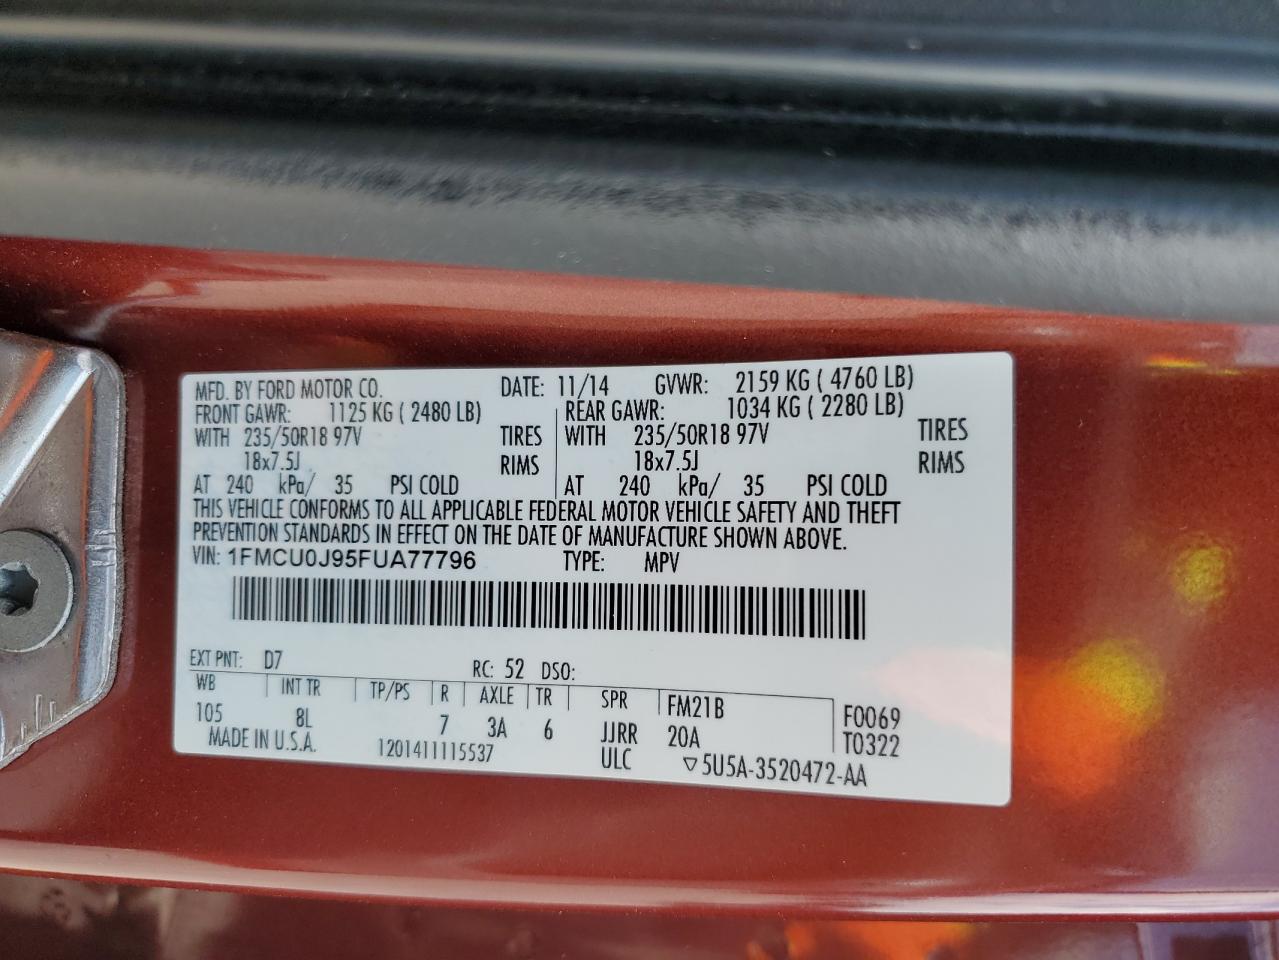 MFD. BY FORD MOTOR CO. DATE: 11/14 GVWR: 2159 KG ( 4760 LB)
FRONT GAWR: 1125 KG ( 2480 LB) REAR GAWR: 1034 KG ( 2280 LB)
WITH 235/50R18 97V TIRES WITH 235/50R18 97V TIRES
18x7.5J RIMS 18x7.5J RIMS
AT 240 kPa/ 35 PSI COLD AT 240 kPa/ 35 PSI COLD
THIS VEHICLE CONFORMS TO ALL APPLICABLE FEDERAL MOTOR VEHICLE SAFETY AND THEFT
PREVENTION STANDARDS IN EFFECT ON THE DATE OF MANUFACTURE SHOWN ABOVE.
VIN: 1FMCU0J95FUA77796 TYPE: MPV
EXT PNT: D7 RC: 52 DSO:
WB INT TR TP/PS R AXLE TR SPR FM21B F0069
105 8L 7 3A 6 JJRR 20A T0322
MADE IN U.S.A. 1201411115537 ULC ▽5U5A-3520472-AA